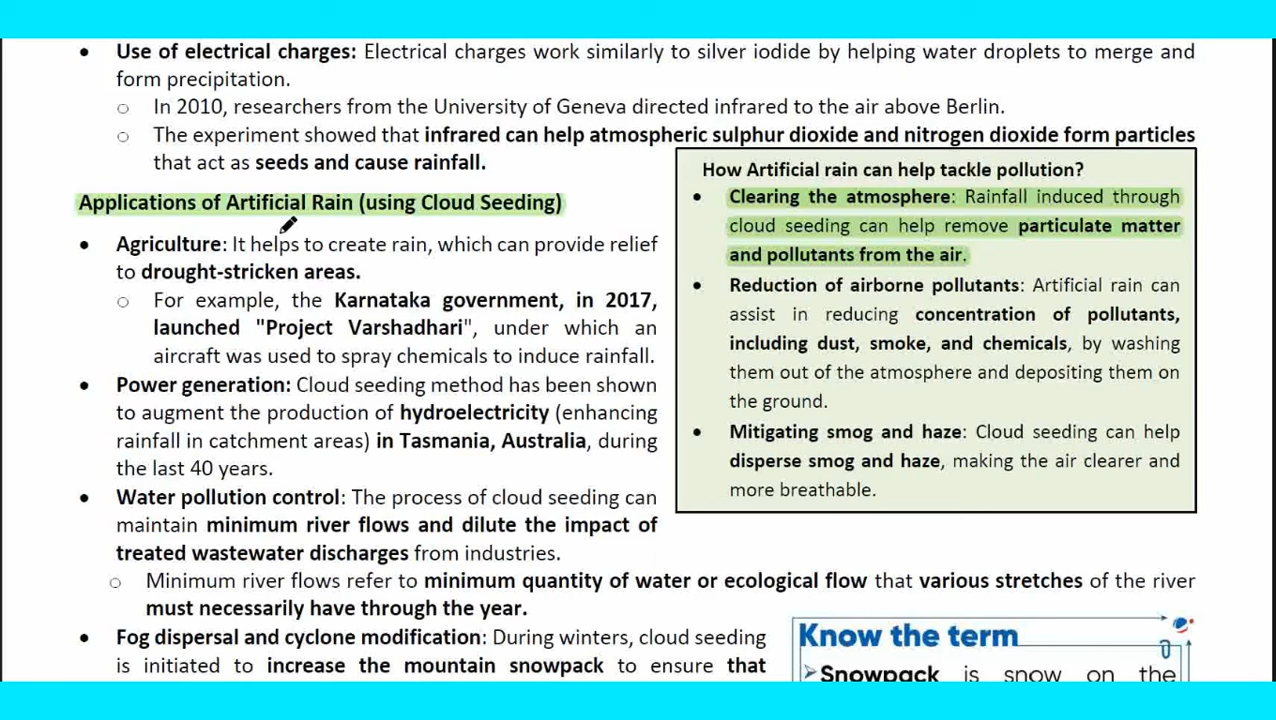 • Use of electrical charges: Electrical charges work similarly to silver iodide by helping water droplets to merge and
form precipitation.
○ In 2010, researchers from the University of Geneva directed infrared to the air above Berlin.
○ The experiment showed that infrared can help atmospheric sulphur dioxide and nitrogen dioxide form particles
that act as seeds and cause rainfall.
Applications of Artificial Rain (using Cloud Seeding)
• Agriculture: It helps to create rain, which can provide relief
to drought-stricken areas.
○ For example, the Karnataka government, in 2017,
launched "Project Varshadhari", under which an
aircraft was used to spray chemicals to induce rainfall.
• Power generation: Cloud seeding method has been shown
to augment the production of hydroelectricity (enhancing
rainfall in catchment areas) in Tasmania, Australia, during
the last 40 years.
• Water pollution control: The process of cloud seeding can
maintain minimum river flows and dilute the impact of
treated wastewater discharges from industries.
○ Minimum river flows refer to minimum quantity of water or ecological flow that various stretches of the river
must necessarily have through the year.
• Fog dispersal and cyclone modification: During winters, cloud seeding
is initiated to increase the mountain snowpack to ensure that
How Artificial rain can help tackle pollution?
• Clearing the atmosphere: Rainfall induced through
cloud seeding can help remove particulate matter
and pollutants from the air.
• Reduction of airborne pollutants: Artificial rain can
assist in reducing concentration of pollutants,
including dust, smoke, and chemicals, by washing
them out of the atmosphere and depositing them on
the ground.
• Mitigating smog and haze: Cloud seeding can help
disperse smog and haze, making the air clearer and
more breathable.
Know the term
➢ Snowpack is snow on the